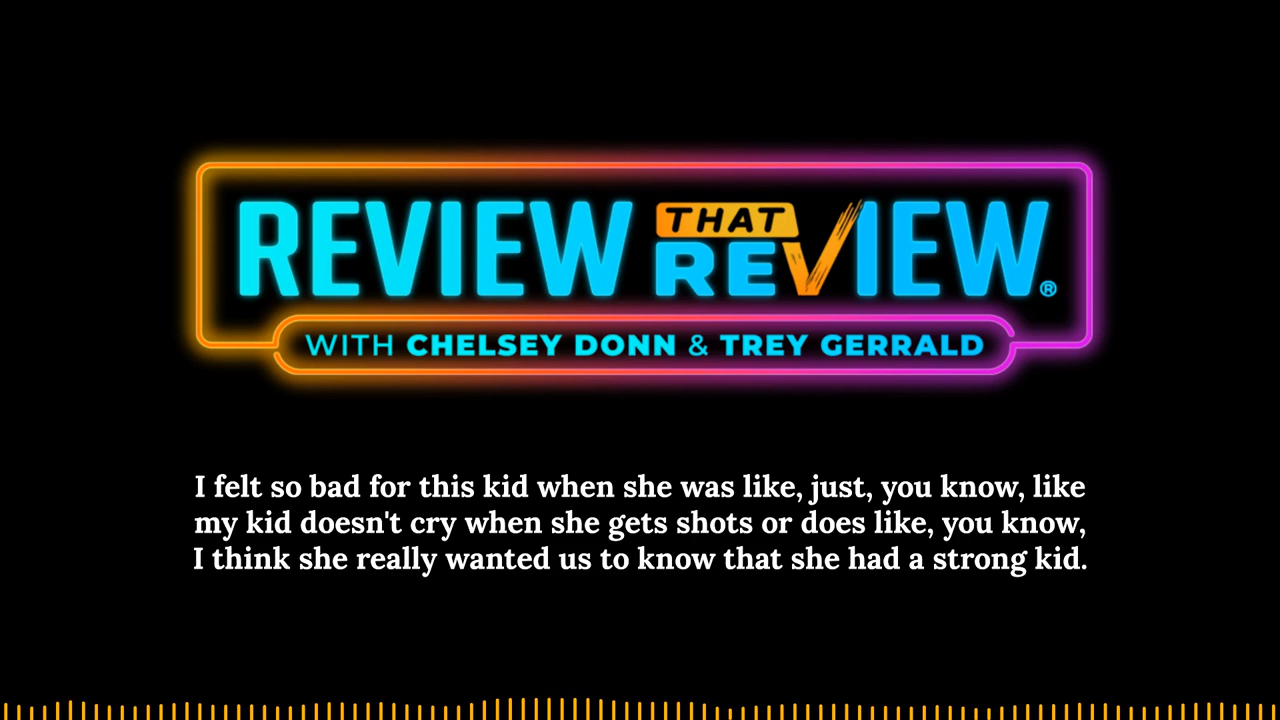 REVIEW THAT REVIEW®
WITH CHELSEY DONN & TREY GERRALD
I felt so bad for this kid when she was like, just, you know, like
my kid doesn't cry when she gets shots or does like, you know,
I think she really wanted us to know that she had a strong kid.